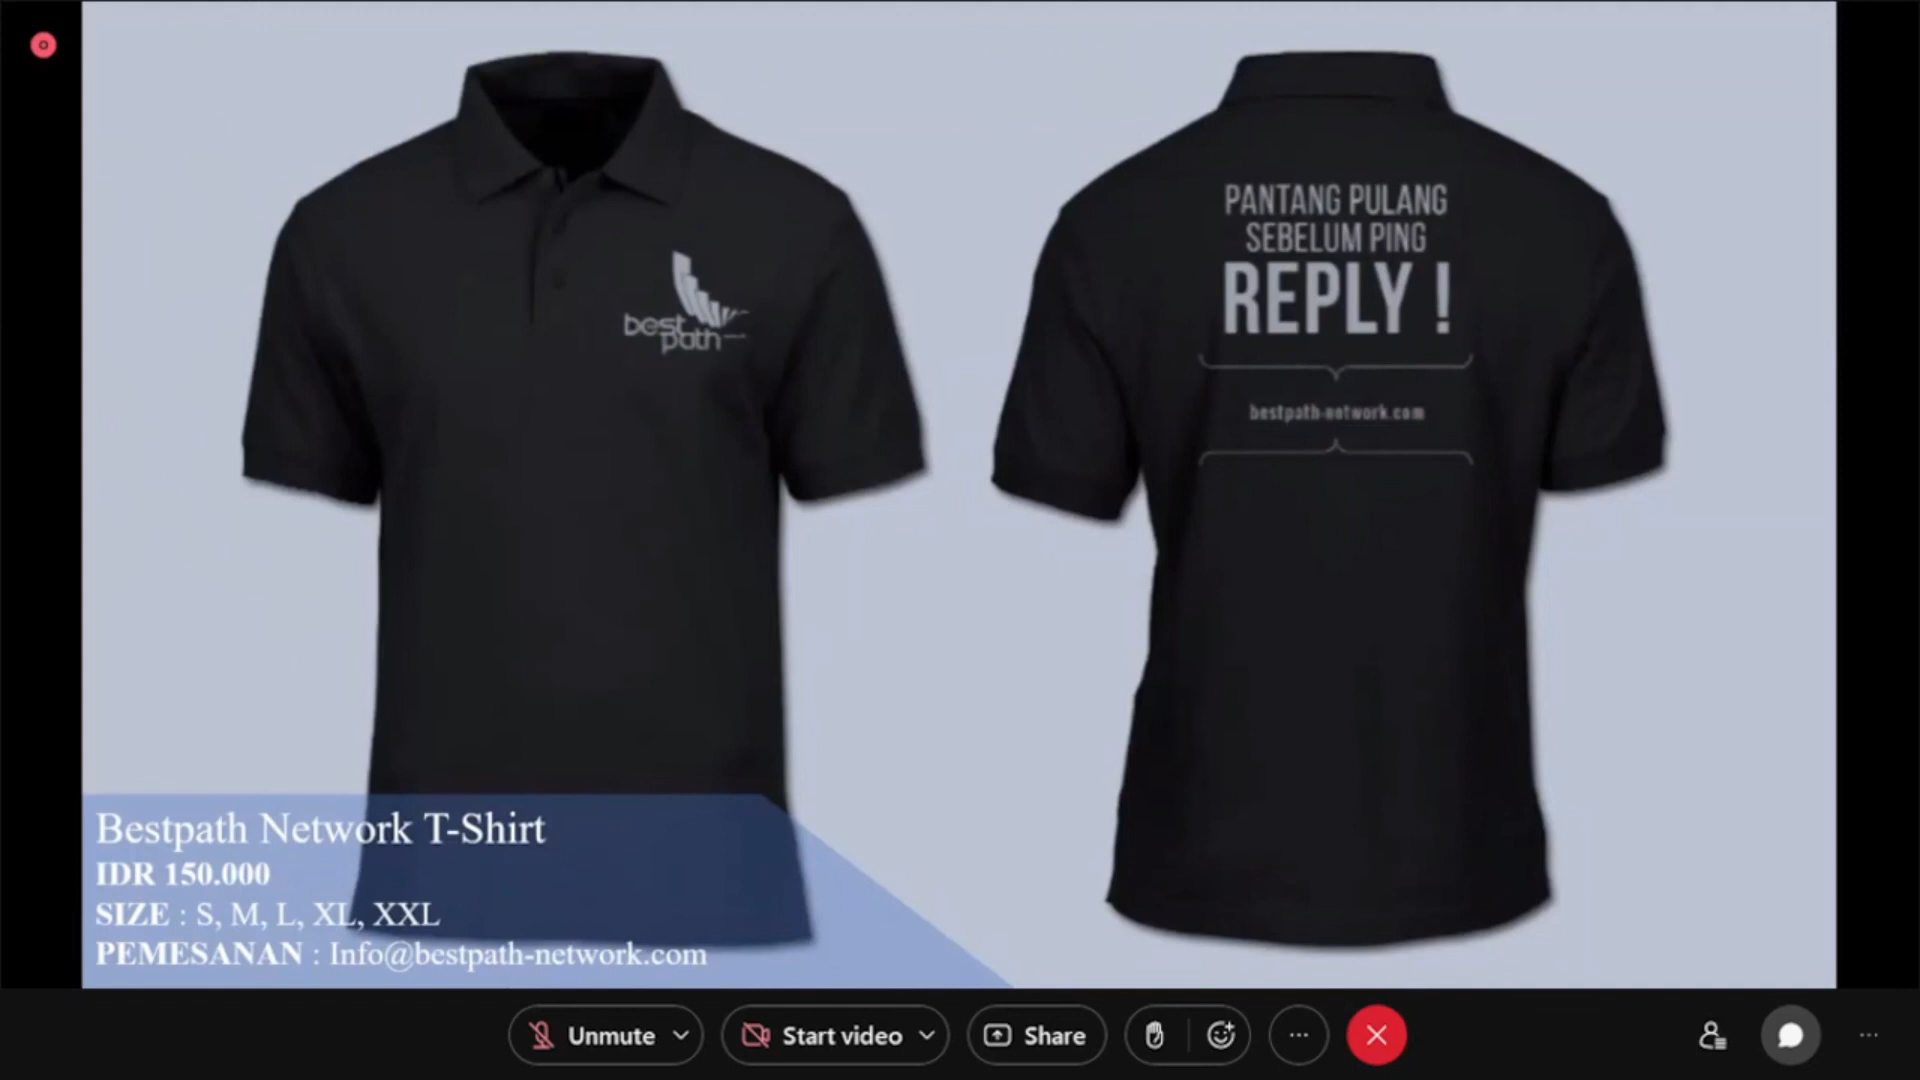 best
path
PANTANG PULANG
SEBELUM PING
REPLY !
bestpath-network.com
Bestpath Network T-Shirt
IDR 150.000
SIZE : S, M, L, XL, XXL
PEMESANAN : Info@bestpath-network.com
Unmute
Start video
Share